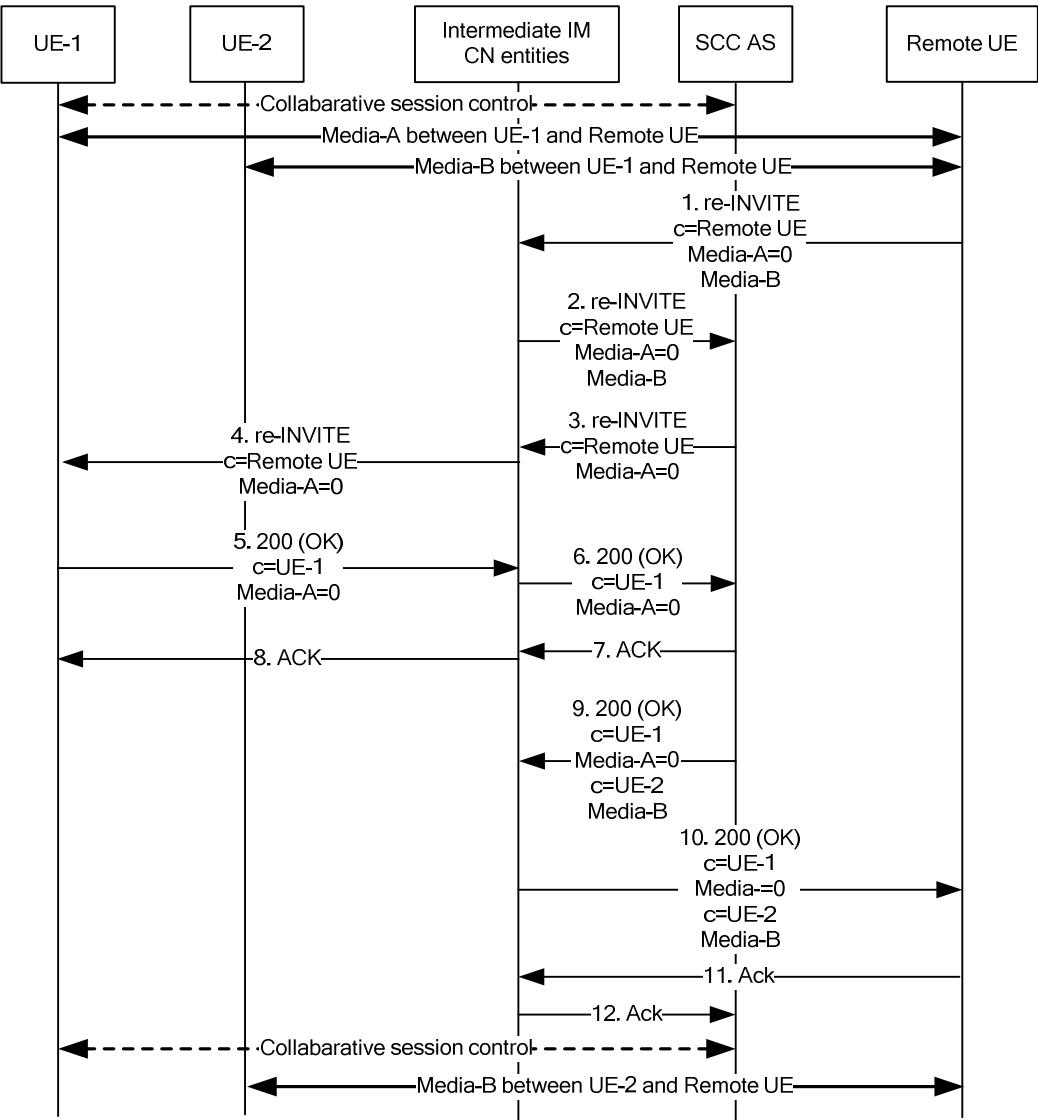 UE-1
UE-2
Intermediate IM
CN entities
SCC AS
Remote UE
Collabarative session control
Media-A between UE-1 and Remote UE
Media-B between UE-1 and Remote UE
1. re-INVITE
c=Remote UE
Media-A=0
Media-B
2. re-INVITE
c=Remote UE
Media-A=0
Media-B
3. re-INVITE
c=Remote UE
Media-A=0
4. re-INVITE
c=Remote UE
Media-A=0
5. 200 (OK)
c=UE-1
Media-A=0
6. 200 (OK)
c=UE-1
Media-A=0
7. ACK
8. ACK
9. 200 (OK)
c=UE-1
Media-A=0
c=UE-2
Media-B
10. 200 (OK)
c=UE-1
Media-=0
c=UE-2
Media-B
11. Ack
12. Ack
Collabarative session control
Media-B between UE-2 and Remote UE